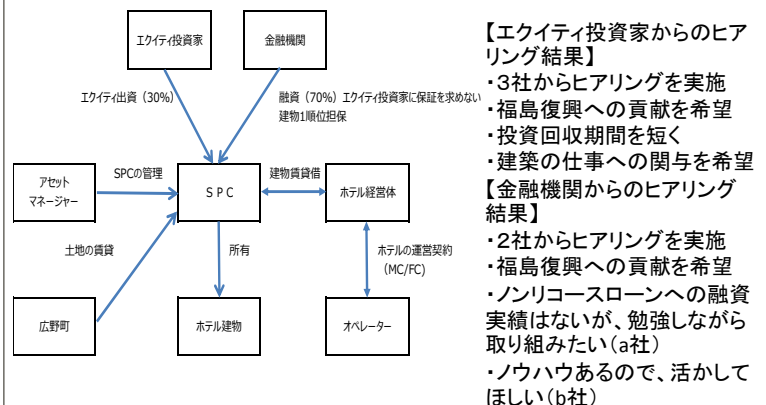 エクイティ投資家
金融機関
エクイティ出資（30%）
融資（70%）エクイティ投資家に保証を求めない
建物1順位担保
アセット
マネージャー
SPCの管理
ＳＰＣ
建物賃貸借
ホテル経営体
土地の賃貸
所有
ホテルの運営契約
（MC/FC）
広野町
ホテル建物
オペレーター
【エクイティ投資家からのヒア
リング結果】
・３社からヒアリングを実施
・福島復興への貢献を希望
・投資回収期間を短く
・建築の仕事への関与を希望
【金融機関からのヒアリング
結果】
・２社からヒアリングを実施
・福島復興への貢献を希望
・ノンリコースローンへの融資
実績はないが、勉強しながら
取り組みたい（a社）
・ノウハウあるので、活かして
ほしい（b社）